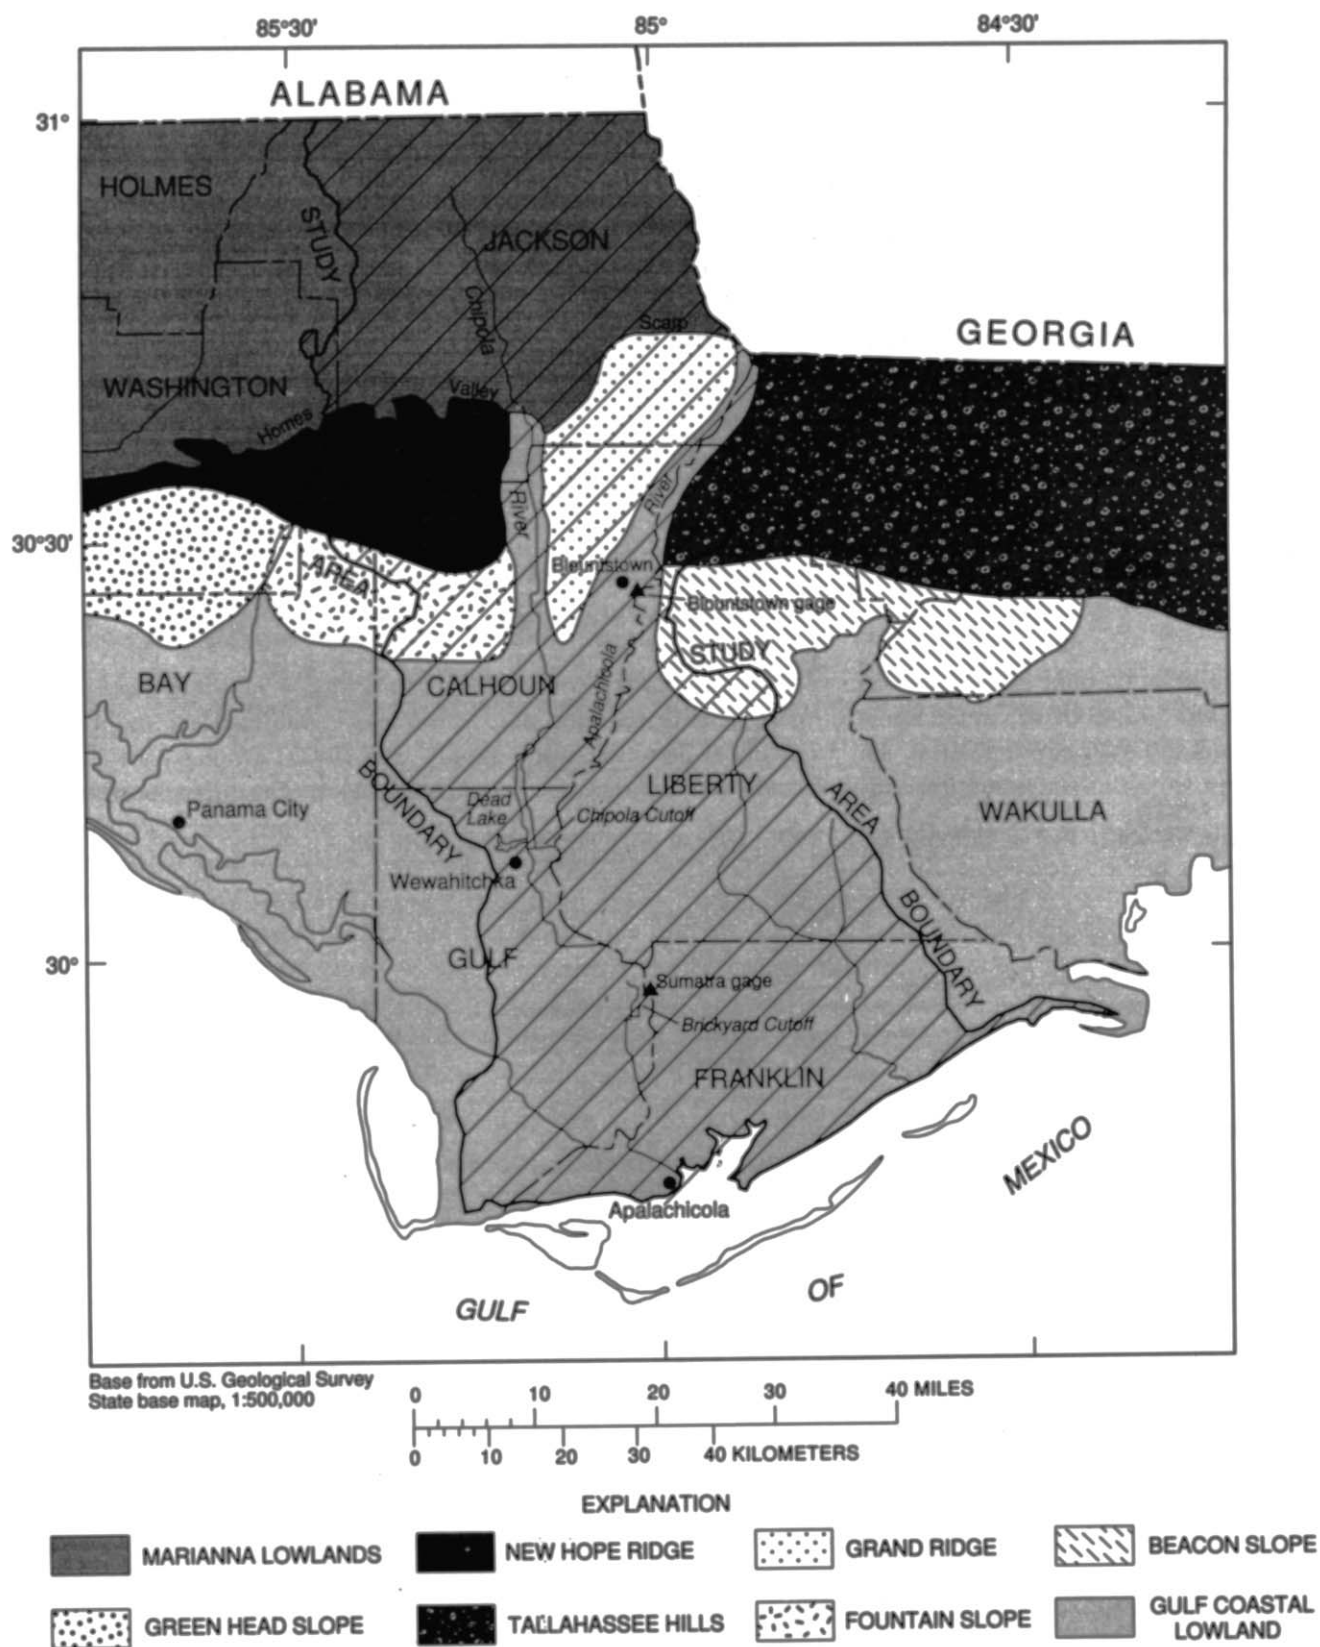 85°30'
85°
84°30'
ALABAMA
31°
HOLMES
STUDY
JACKSON
Chipola
Scarp
GEORGIA
WASHINGTON
Valley
Homes
River
River
30°30'
AREA
Blountstown
Blountstown gage
STUDY
BAY
CALHOUN
Apalachicola
BOUNDARY
LIBERTY
Dead
Lake
Chipola Cutoff
AREA
WAKULLA
Panama City
Wewahitchka
BOUNDARY
GULF
30°
Sumatra gage
Brickyard Cutoff
FRANKLIN
MEXICO
Apalachicola
OF
GULF
Base from U.S. Geological Survey
State base map, 1:500,000
0 10 20 30 40 MILES
0 10 20 30 40 KILOMETERS
EXPLANATION
MARIANNA LOWLANDS
NEW HOPE RIDGE
GRAND RIDGE
BEACON SLOPE
GREEN HEAD SLOPE
TALLAHASSEE HILLS
FOUNTAIN SLOPE
GULF COASTAL
LOWLAND